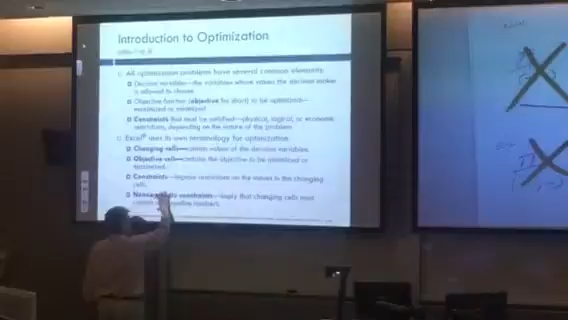 Introduction to Optimization
All optimization problems have several common elements:
Decision variables—the variables whose values the decision maker
is allowed to choose.
Objective function (objective for short) to be optimized—
maximized or minimized.
Constraints that must be satisfied—physical, logical, or economic
restrictions, depending on the nature of the problem.
Excel® uses its own terminology for optimization:
Changing cells—contain values of the decision variables.
Objective cell—contains the objective to be minimized or
maximized.
Constraints—impose restrictions on the values in the changing
cells.
constraints—imply that changing cells must
contain numbers.